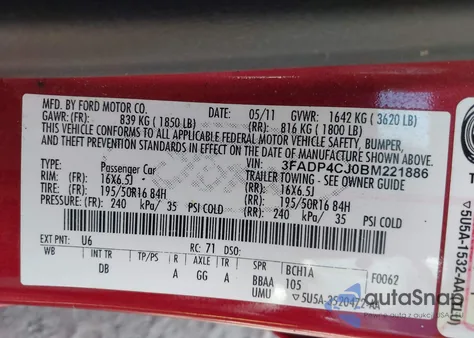 MFD. BY FORD MOTOR CO.
DATE: 05/11 GVWR: 1642 KG ( 3620 LB)
GAWR: (FR): 839 KG ( 1850 LB) (RR): 816 KG ( 1800 LB)
THIS VEHICLE CONFORMS TO ALL APPLICABLE FEDERAL MOTOR VEHICLE SAFETY, BUMPER,
AND THEFT PREVENTION STANDARDS IN EFFECT ON THE DATE OF MANUFACTURE SHOWN ABOVE.
VIN: 3FADP4CJ0BM221886
TYPE: Passenger Car TRAILER TOWING - SEE OWNER GUIDE
RIM: 16X6.5J 16X6.5J
TIRE (FR): 195/50R16 84H (RR): 195/50R16 84H
PRESSURE (FR): 240 kPa/ 35 PSI COLD (RR): 240 kPa/ 35 PSI COLD
EXT PNT: U6 RC: 71 DSO: F0062
WB INT TR TP/PS R AXLE TR SPR BCH1A
DB A GG A BBAA 105
UMU 5U5A-3520472-AA
5U5A-1532-AA
autoSnap